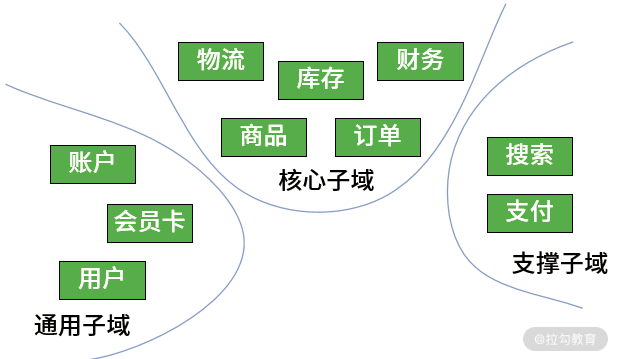 物流
库存
财务
商品
订单
核心子域
账户
会员卡
用户
通用子域
搜索
支付
支撑子域
@拉勾教育